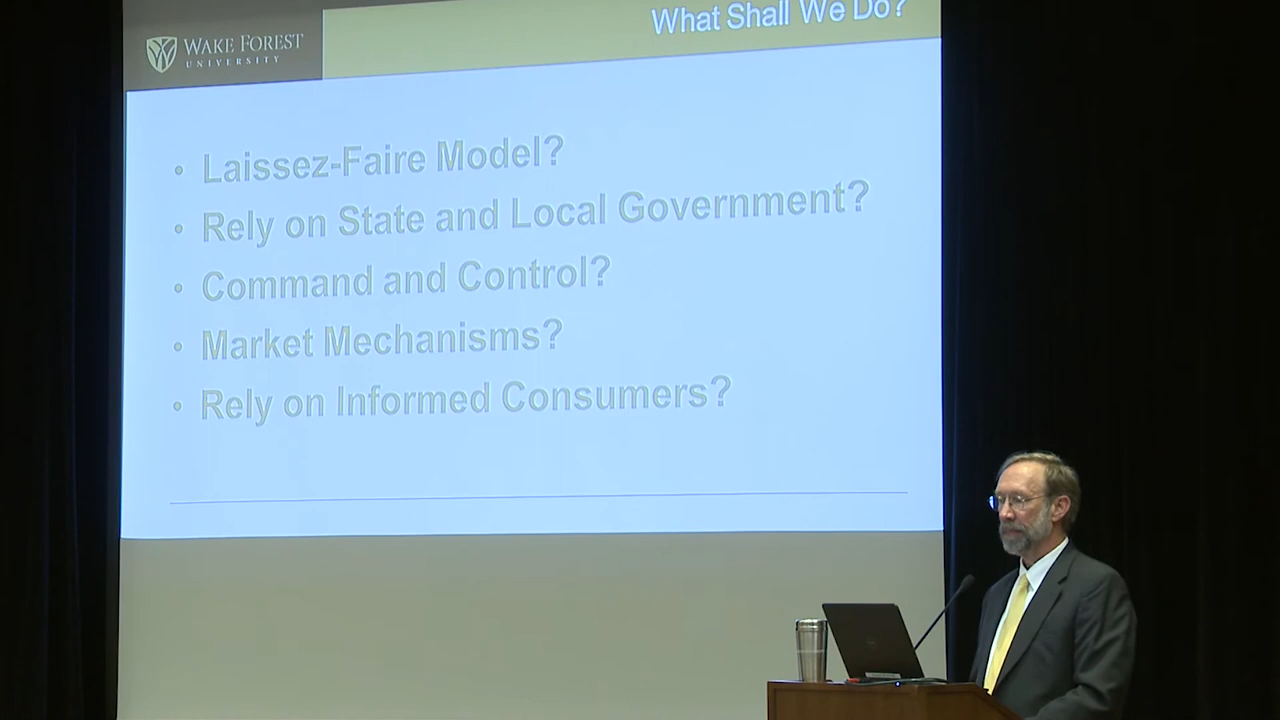 WAKE FOREST
UNIVERSITY
What Shall We Do?
• Laissez-Faire Model?
• Rely on State and Local Government?
• Command and Control?
• Market Mechanisms?
• Rely on Informed Consumers?